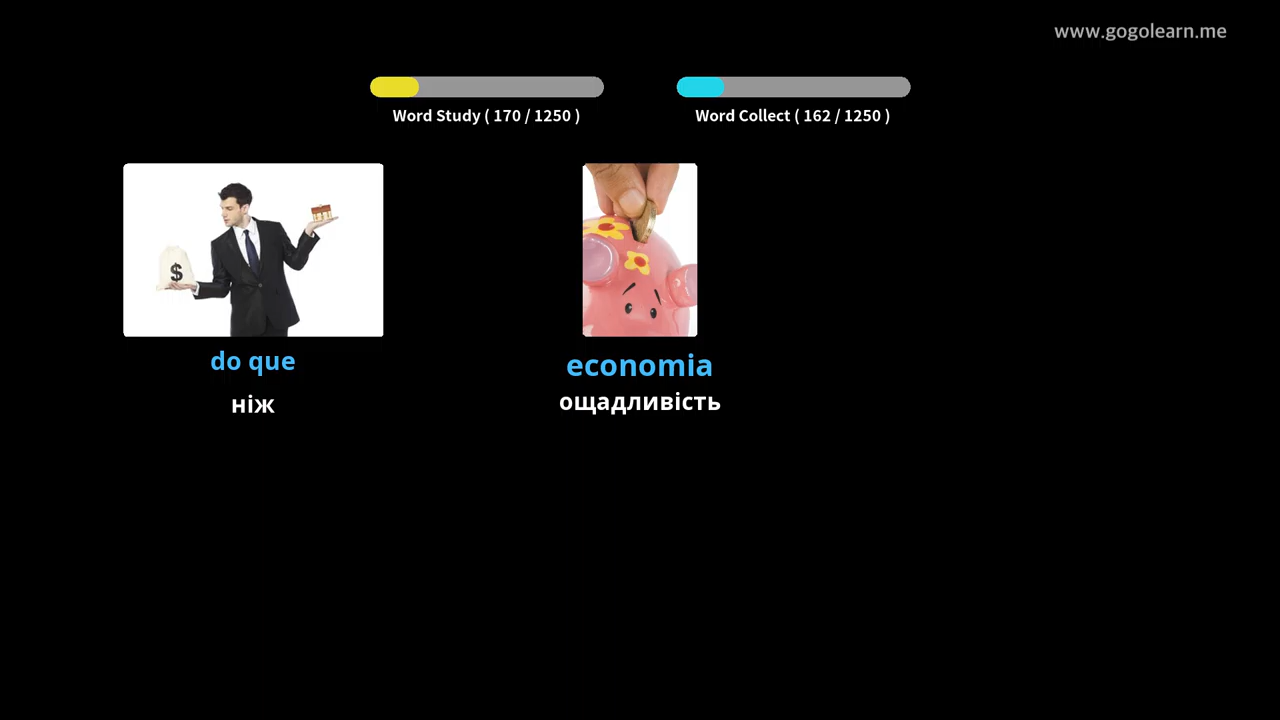 www.gogolearn.me
Word Study ( 170 / 1250 )
Word Collect ( 162 / 1250 )
$
do que
ніж
economia
ощадливість